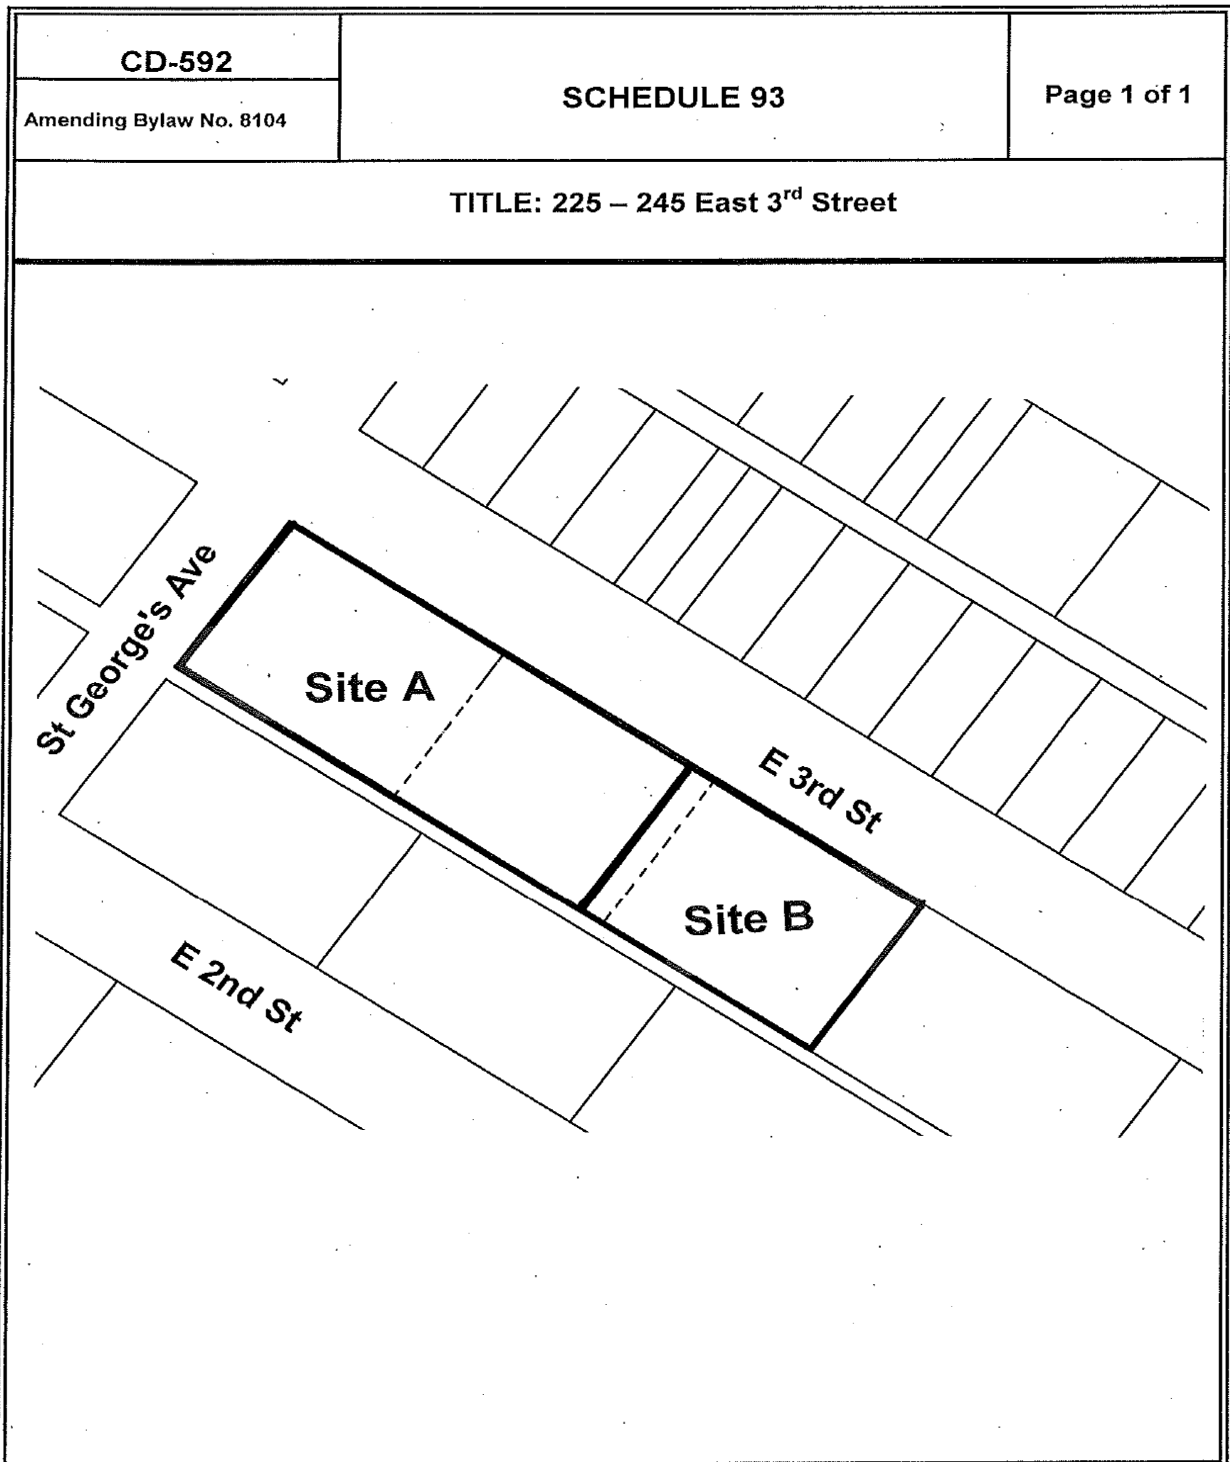 CD-592
Amending Bylaw No. 8104
SCHEDULE 93
Page 1 of 1
TITLE: 225 – 245 East 3rd Street
St George's Ave
Site A
E 3rd St
Site B
E 2nd St